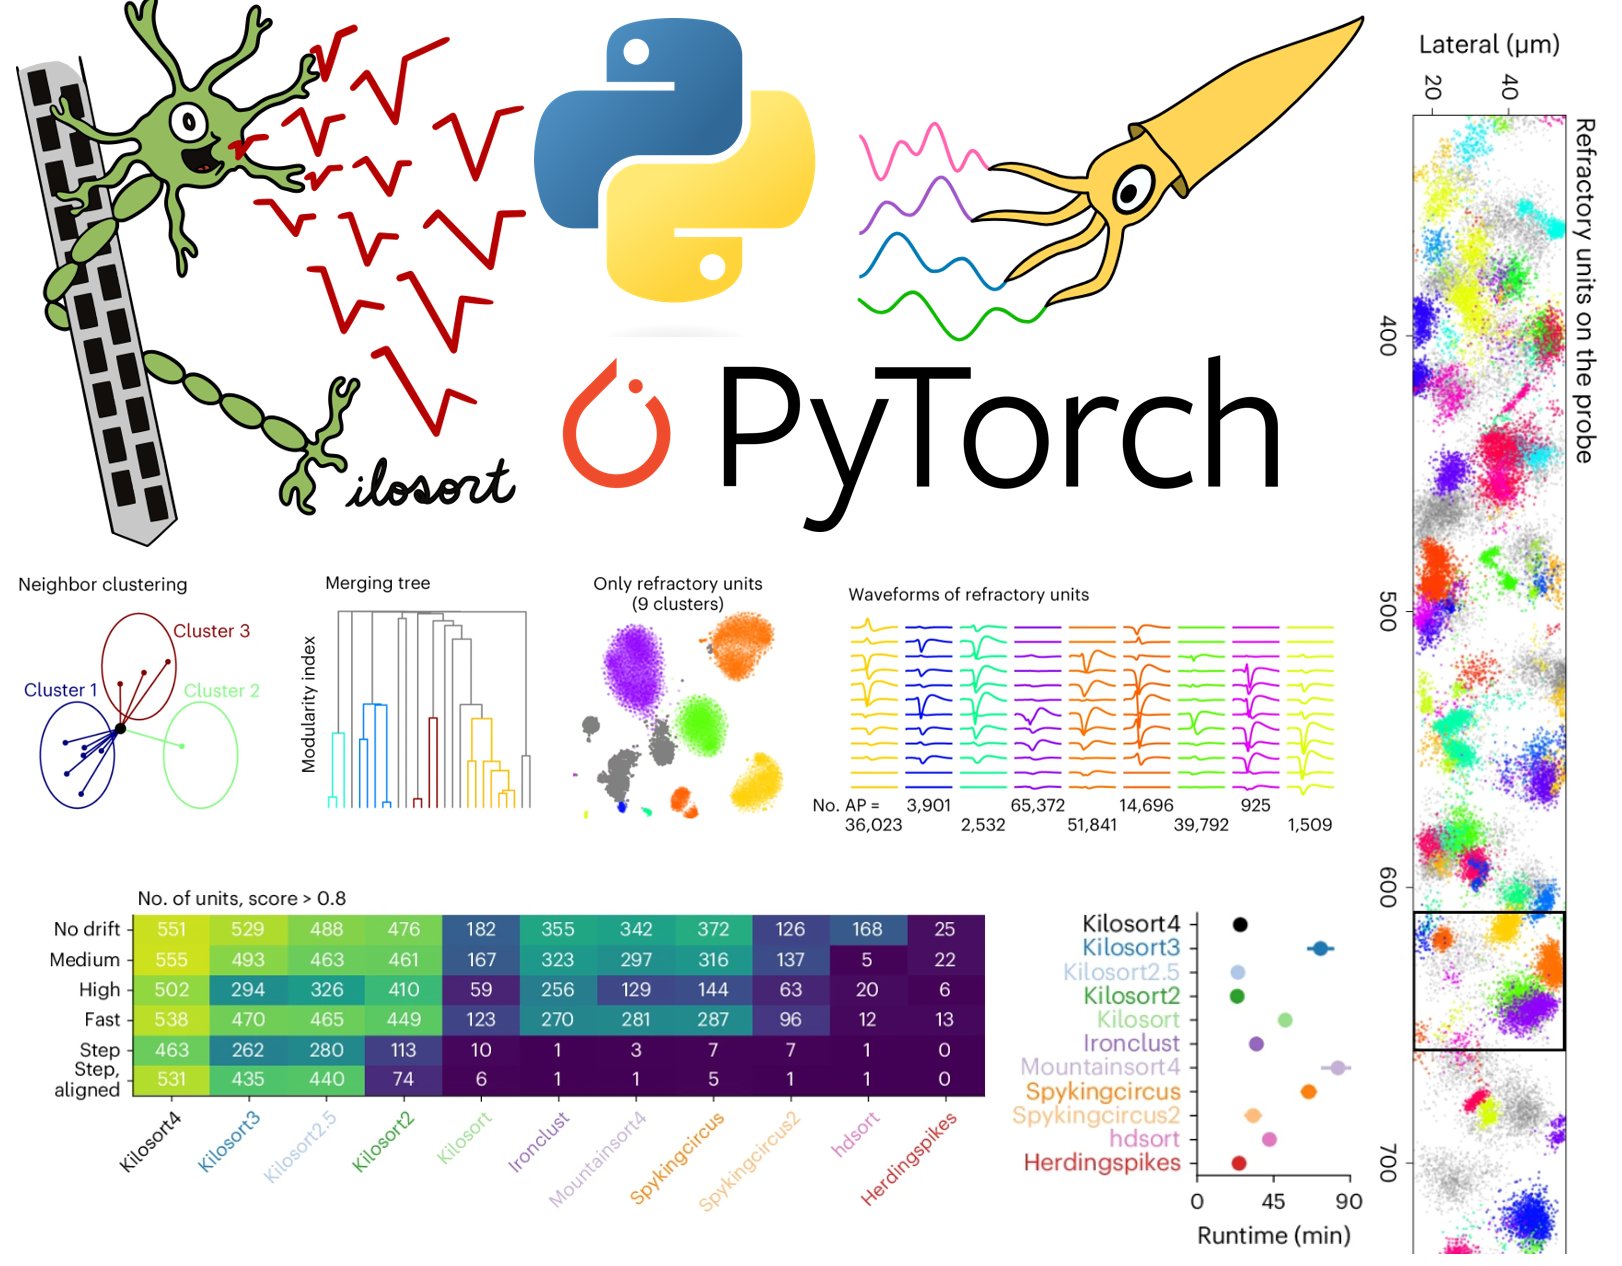 ilosort
PyTorch
Lateral (µm)
20 40
Refractory units on the probe
400
500
600
700
Neighbor clustering
Cluster 3
Cluster 1
Cluster 2
Merging tree
Modularity index
Only refractory units
(9 clusters)
Waveforms of refractory units
No. AP = 3,901 65,372 14,696 925
36,023 2,532 51,841 39,792 1,509
No. of units, score > 0.8
No drift 551 529 488 476 182 355 342 372 126 168 25
Medium 555 493 463 461 167 323 297 316 137 5 22
High 502 294 326 410 59 256 129 144 63 20 6
Fast 538 470 465 449 123 270 281 287 96 12 13
Step 463 262 280 113 10 1 3 7 7 1 0
Step,
aligned 531 435 440 74 6 1 1 5 1 1 0
Kilosort4
Kilosort3
Kilosort2.5
Kilosort2
Kilosort
Ironclust
Mountainsort4
Spykingcircus
Spykingcircus2
hdsort
Herdingspikes
Kilosort4
Kilosort3
Kilosort2.5
Kilosort2
Kilosort
Ironclust
Mountainsort4
Spykingcircus
Spykingcircus2
hdsort
Herdingspikes
0 45 90
Runtime (min)